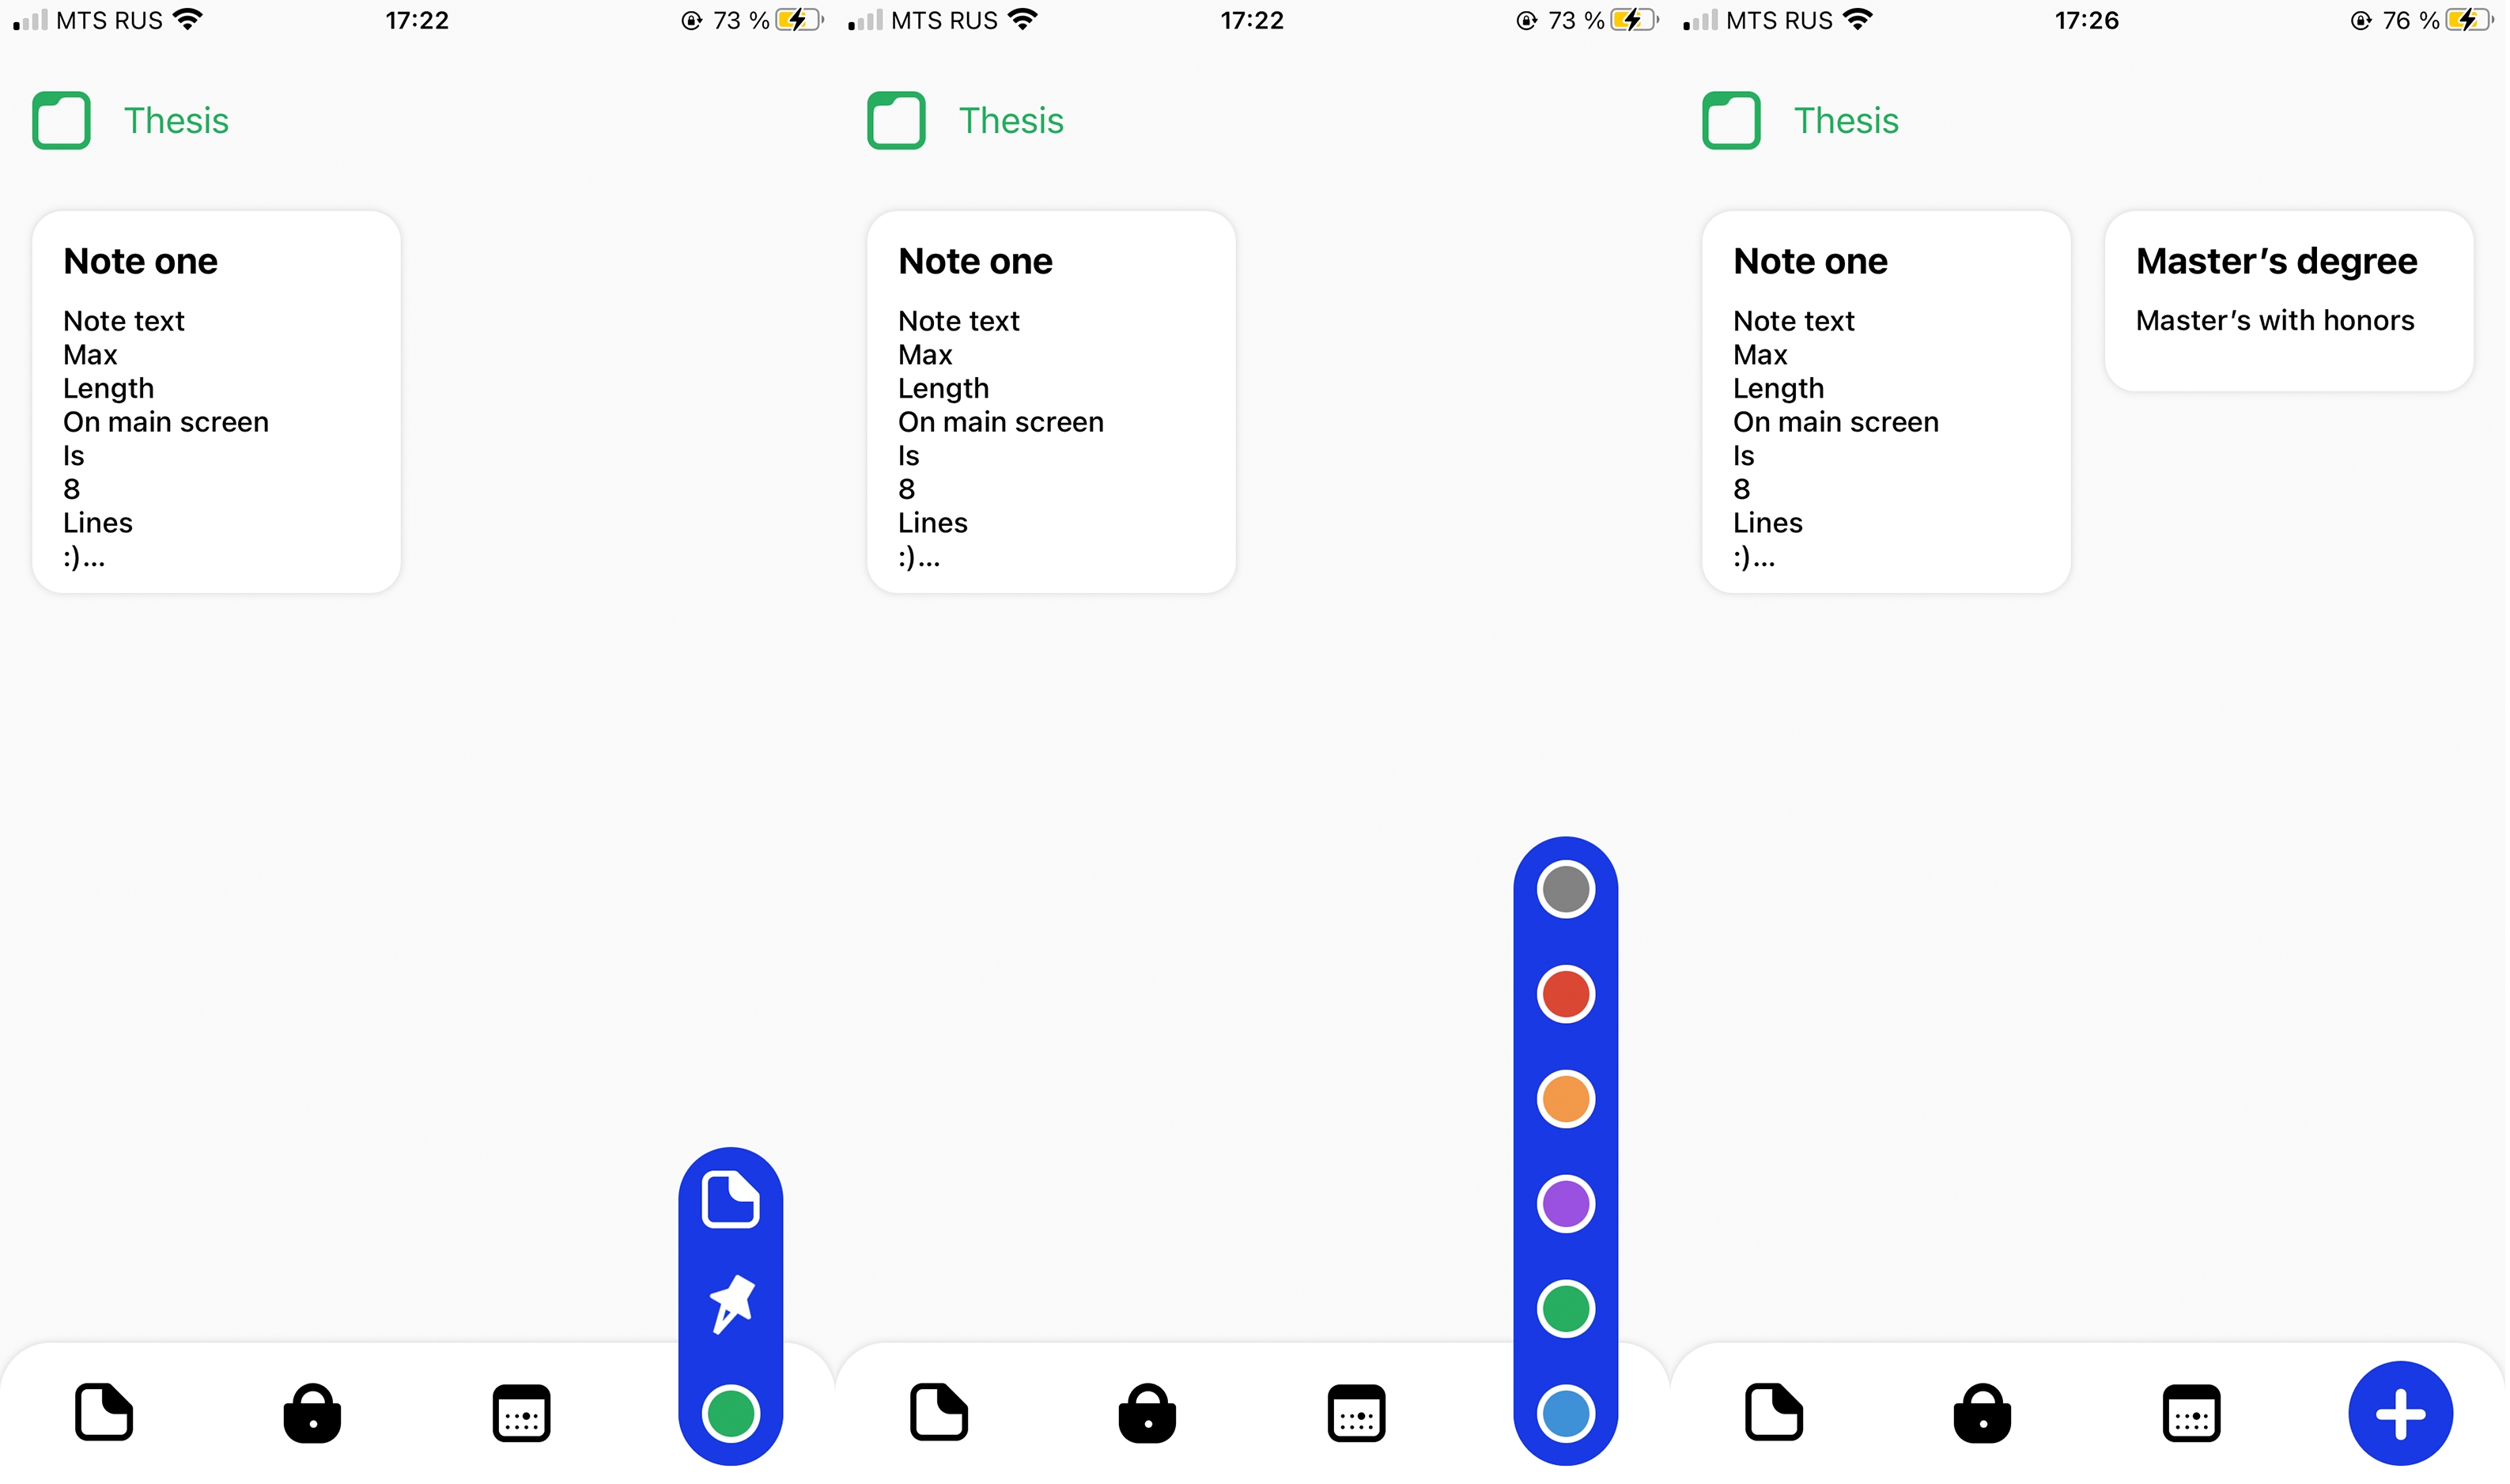 MTS RUS 17:22 73 %
Thesis
Note one
Note text
Max
Length
On main screen
Is
8
Lines
:)...
MTS RUS 17:22 73 %
Thesis
Note one
Note text
Max
Length
On main screen
Is
8
Lines
:)...
MTS RUS 17:26 76 %
Thesis
Note one
Note text
Max
Length
On main screen
Is
8
Lines
:)...
Master’s degree
Master’s with honors